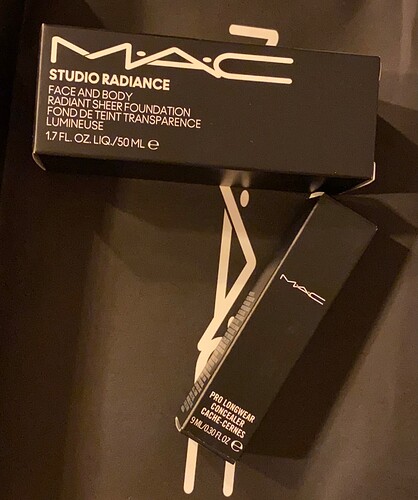 M·A·C
STUDIO RADIANCE
FACE AND BODY
RADIANT SHEER FOUNDATION
FOND DE TEINT TRANSPARENCE
LUMINEUSE
1.7 FL. OZ. LIQ./50 ML ℮
M·A·C
PRO LONGWEAR
CONCEALER
CACHE-CERNES
9 ML/0.30 FL OZ ℮